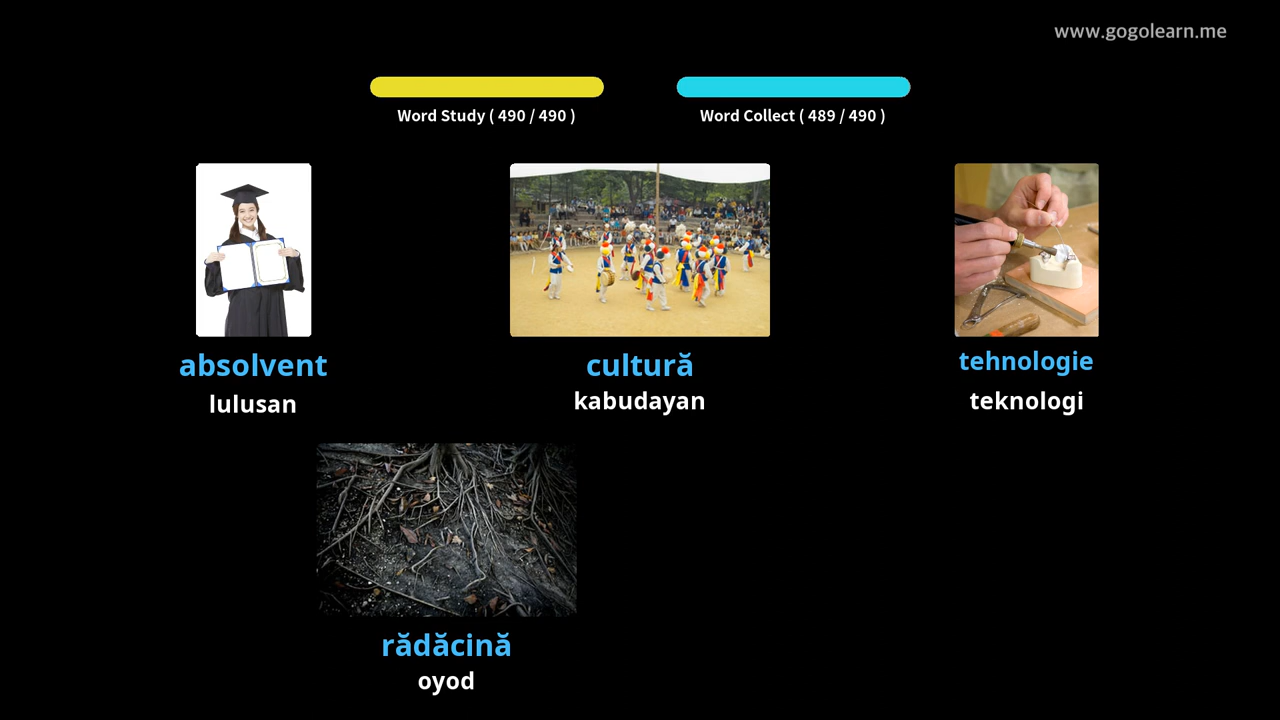 www.gogolearn.me
Word Study ( 490 / 490 )
Word Collect ( 489 / 490 )
absolvent
lulusan
cultură
kabudayan
tehnologie
teknologi
rădăcină
oyod